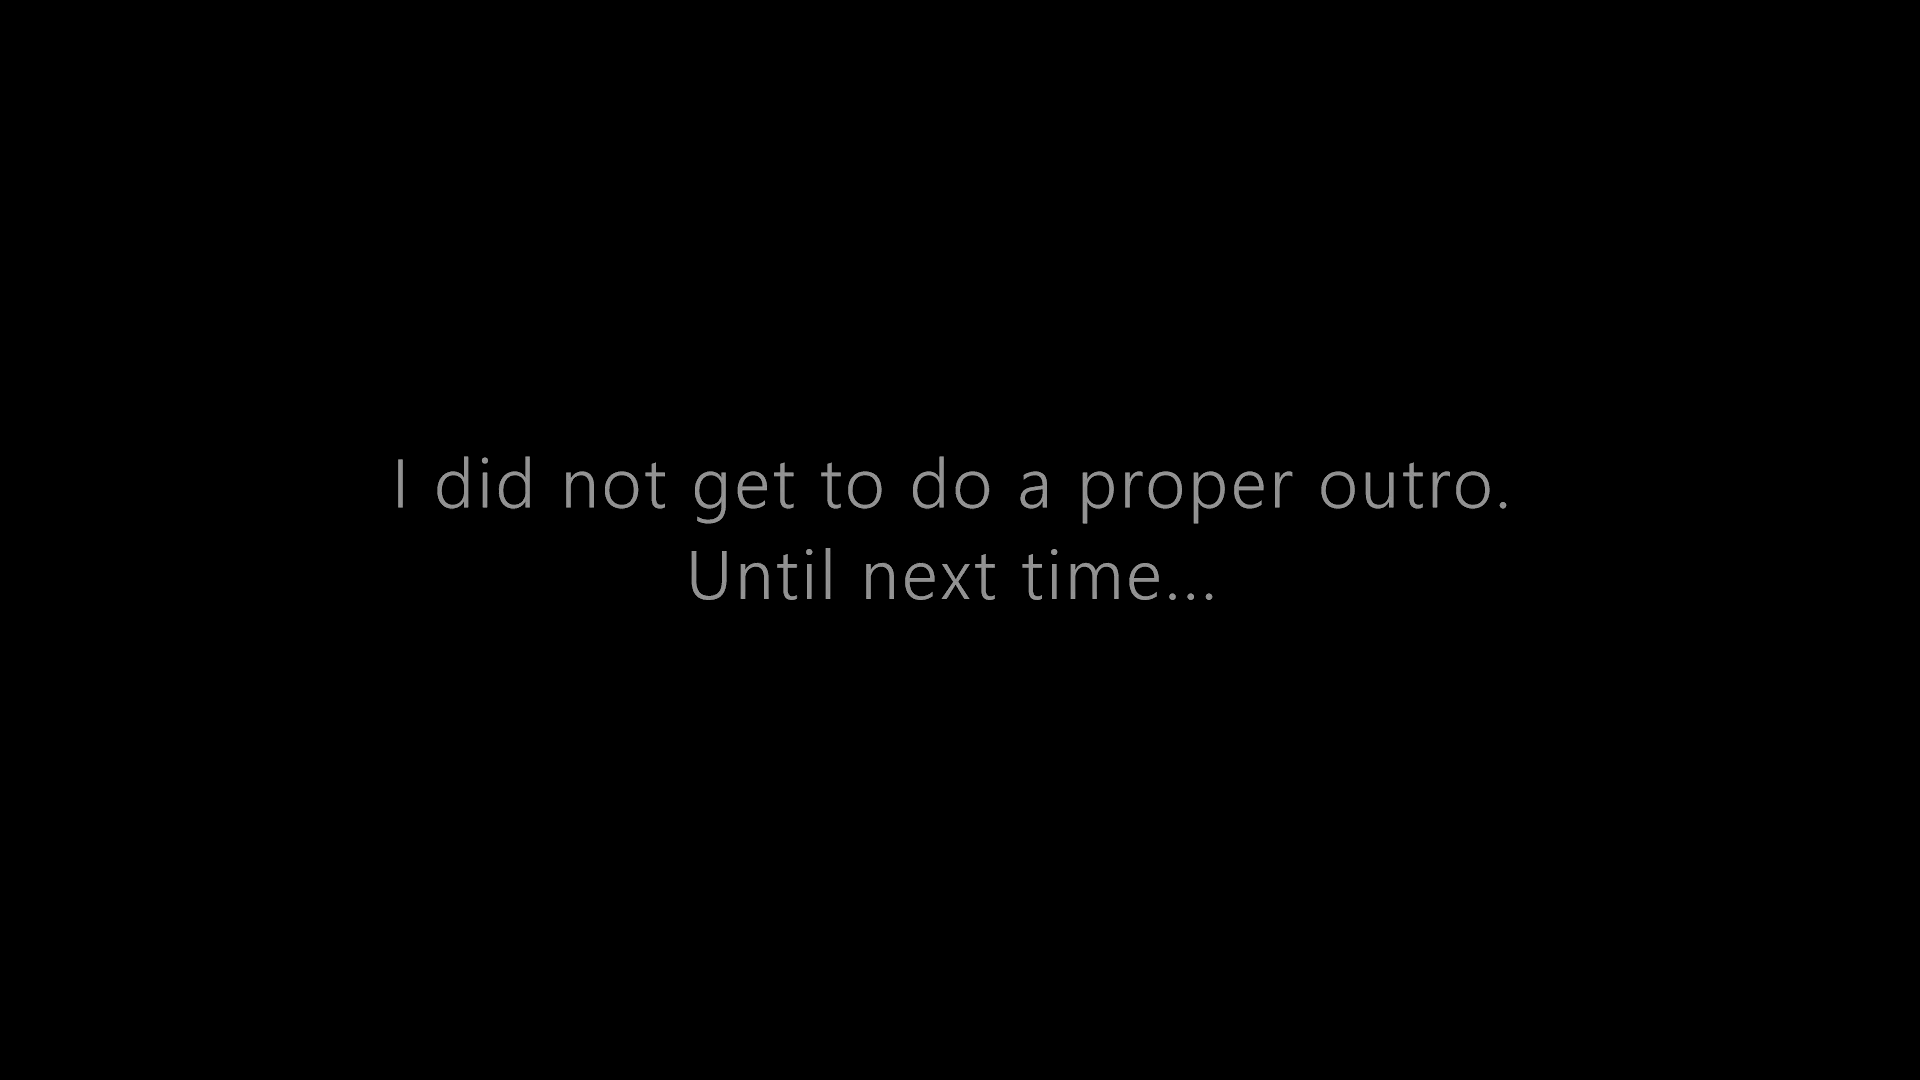 I did not get to do a proper outro.
Until next time...